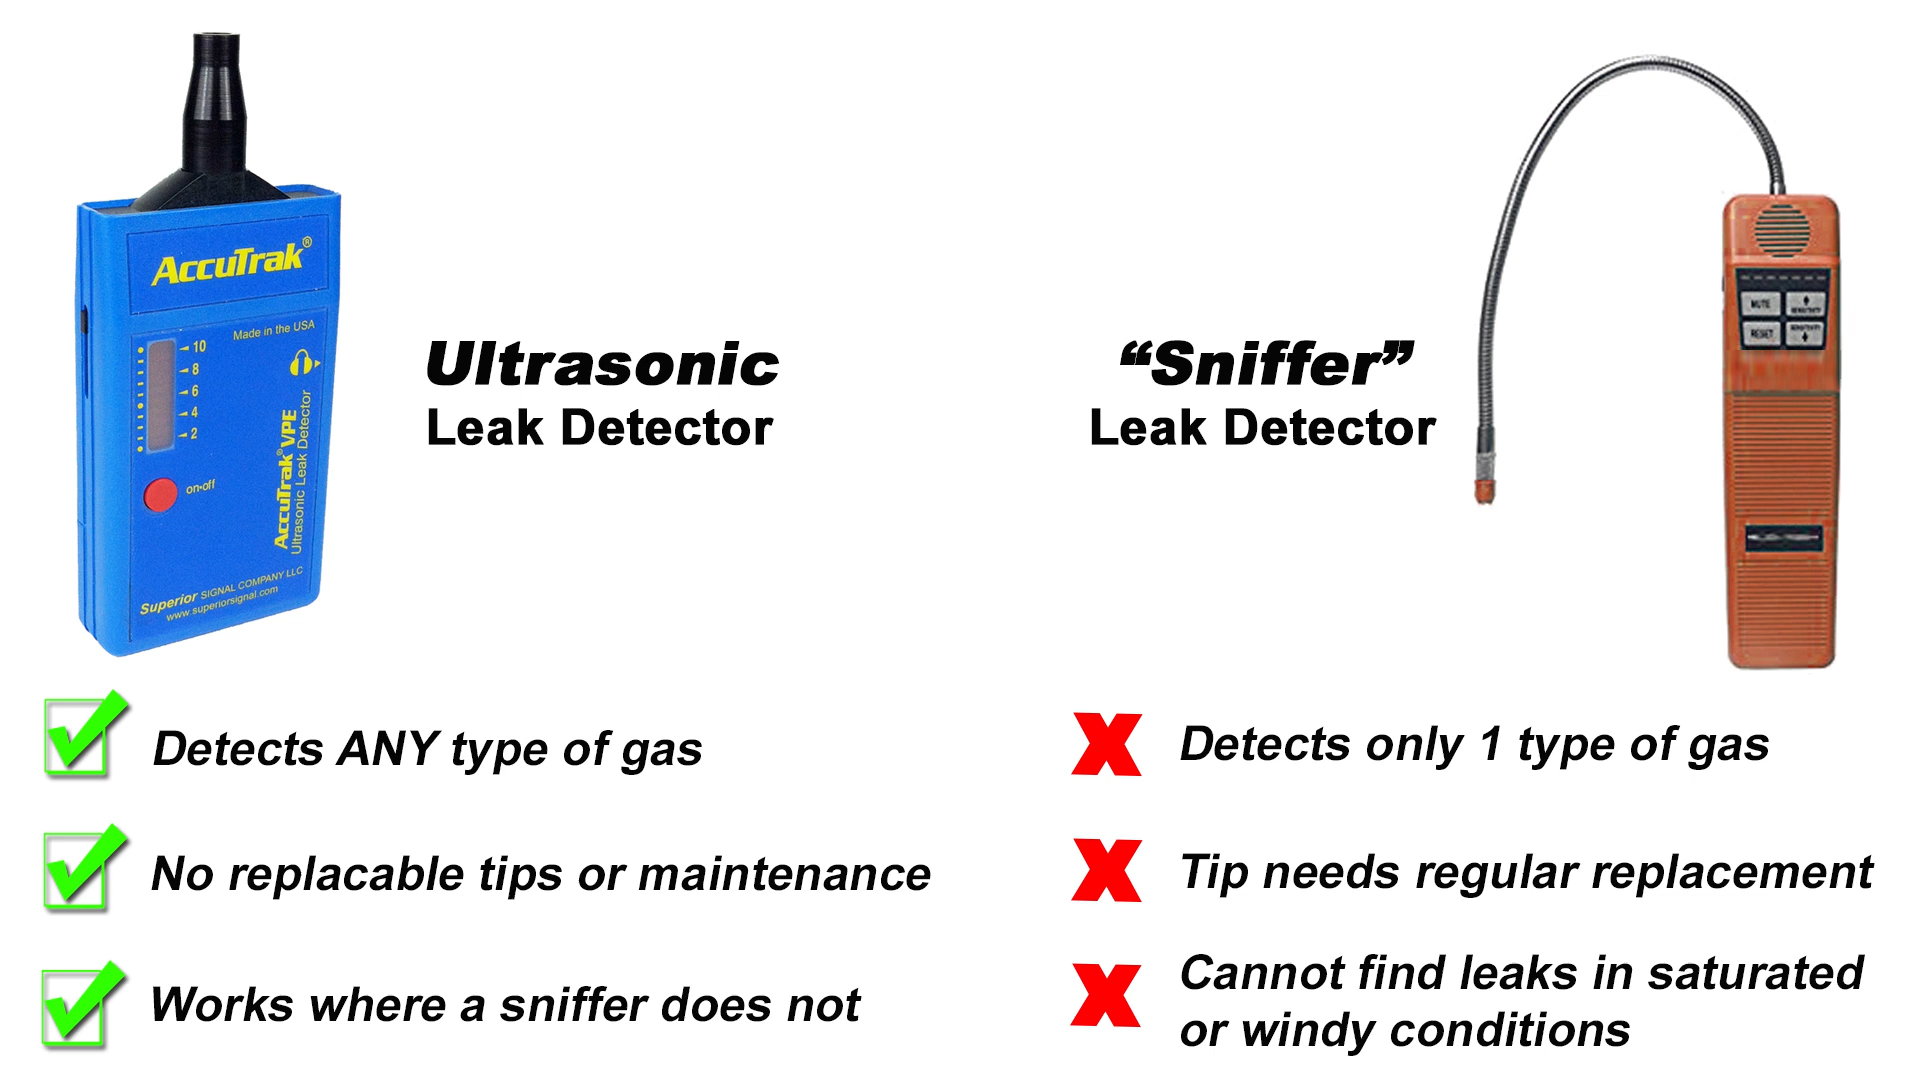 AccuTrak®
Made in the USA
10
8
6
4
2
on•off
AccuTrak® VPE
Ultrasonic Leak Detector
Superior SIGNAL COMPANY LLC
www.superiorsignal.com
Ultrasonic
Leak Detector
“Sniffer”
Leak Detector
MUTE
SENSITIVITY
RESET
SENSITIVITY
Detects ANY type of gas
No replacable tips or maintenance
Works where a sniffer does not
Detects only 1 type of gas
Tip needs regular replacement
Cannot find leaks in saturated
or windy conditions